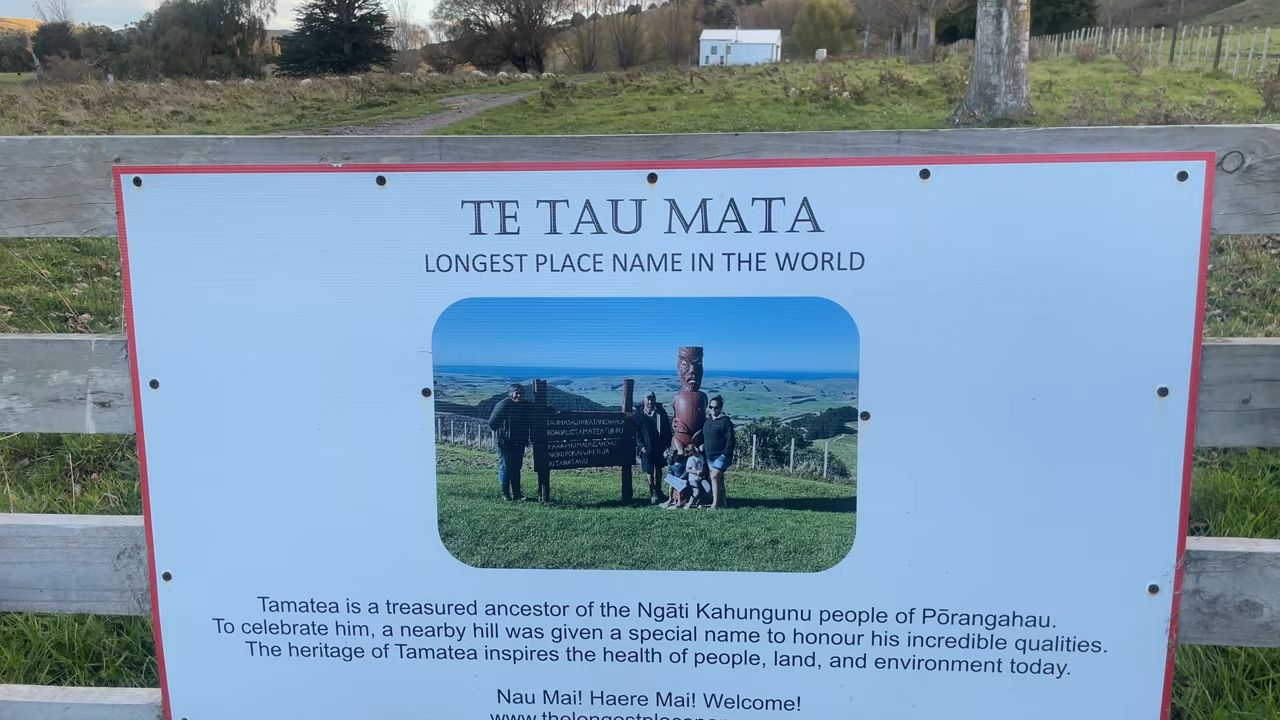 TE TAU MATA
LONGEST PLACE NAME IN THE WORLD
Tamatea is a treasured ancestor of the Ngāti Kahungunu people of Pōrangahau.
To celebrate him, a nearby hill was given a special name to honour his incredible qualities.
The heritage of Tamatea inspires the health of people, land, and environment today.
Nau Mai! Haere Mai! Welcome!